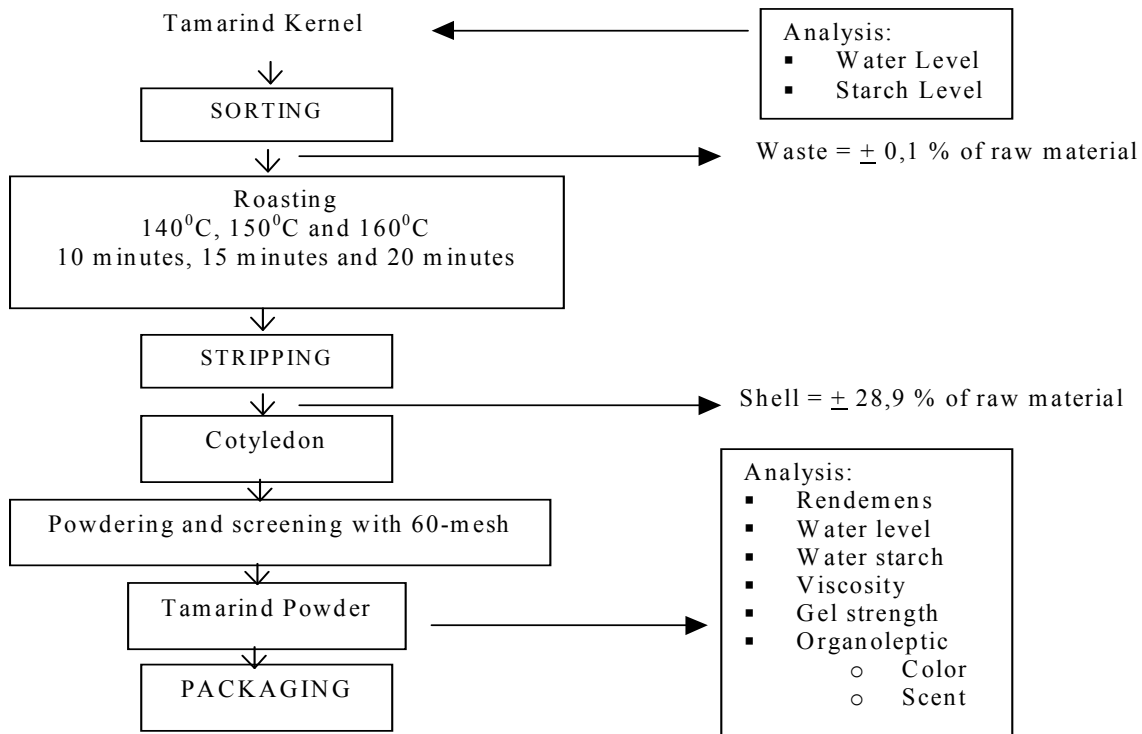 Tamarind Kernel
Analysis:
▪ Water Level
▪ Starch Level
SORTING
Waste = ± 0,1 % of raw material
Roasting
140⁰C, 150⁰C and 160⁰C
10 minutes, 15 minutes and 20 minutes
STRIPPING
Shell = ± 28,9 % of raw material
Cotyledon
Powdering and screening with 60-mesh
Tamarind Powder
PACKAGING
Analysis:
▪ Rendemens
▪ Water level
▪ Water starch
▪ Viscosity
▪ Gel strength
▪ Organoleptic
o Color
o Scent